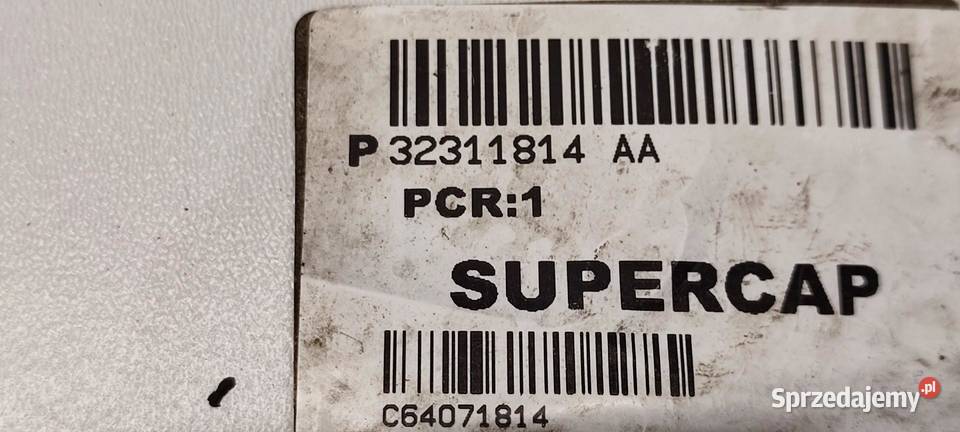 P 32311814 AA
PCR:1
SUPERCAP
C64071814
Sprzedajemy.pl